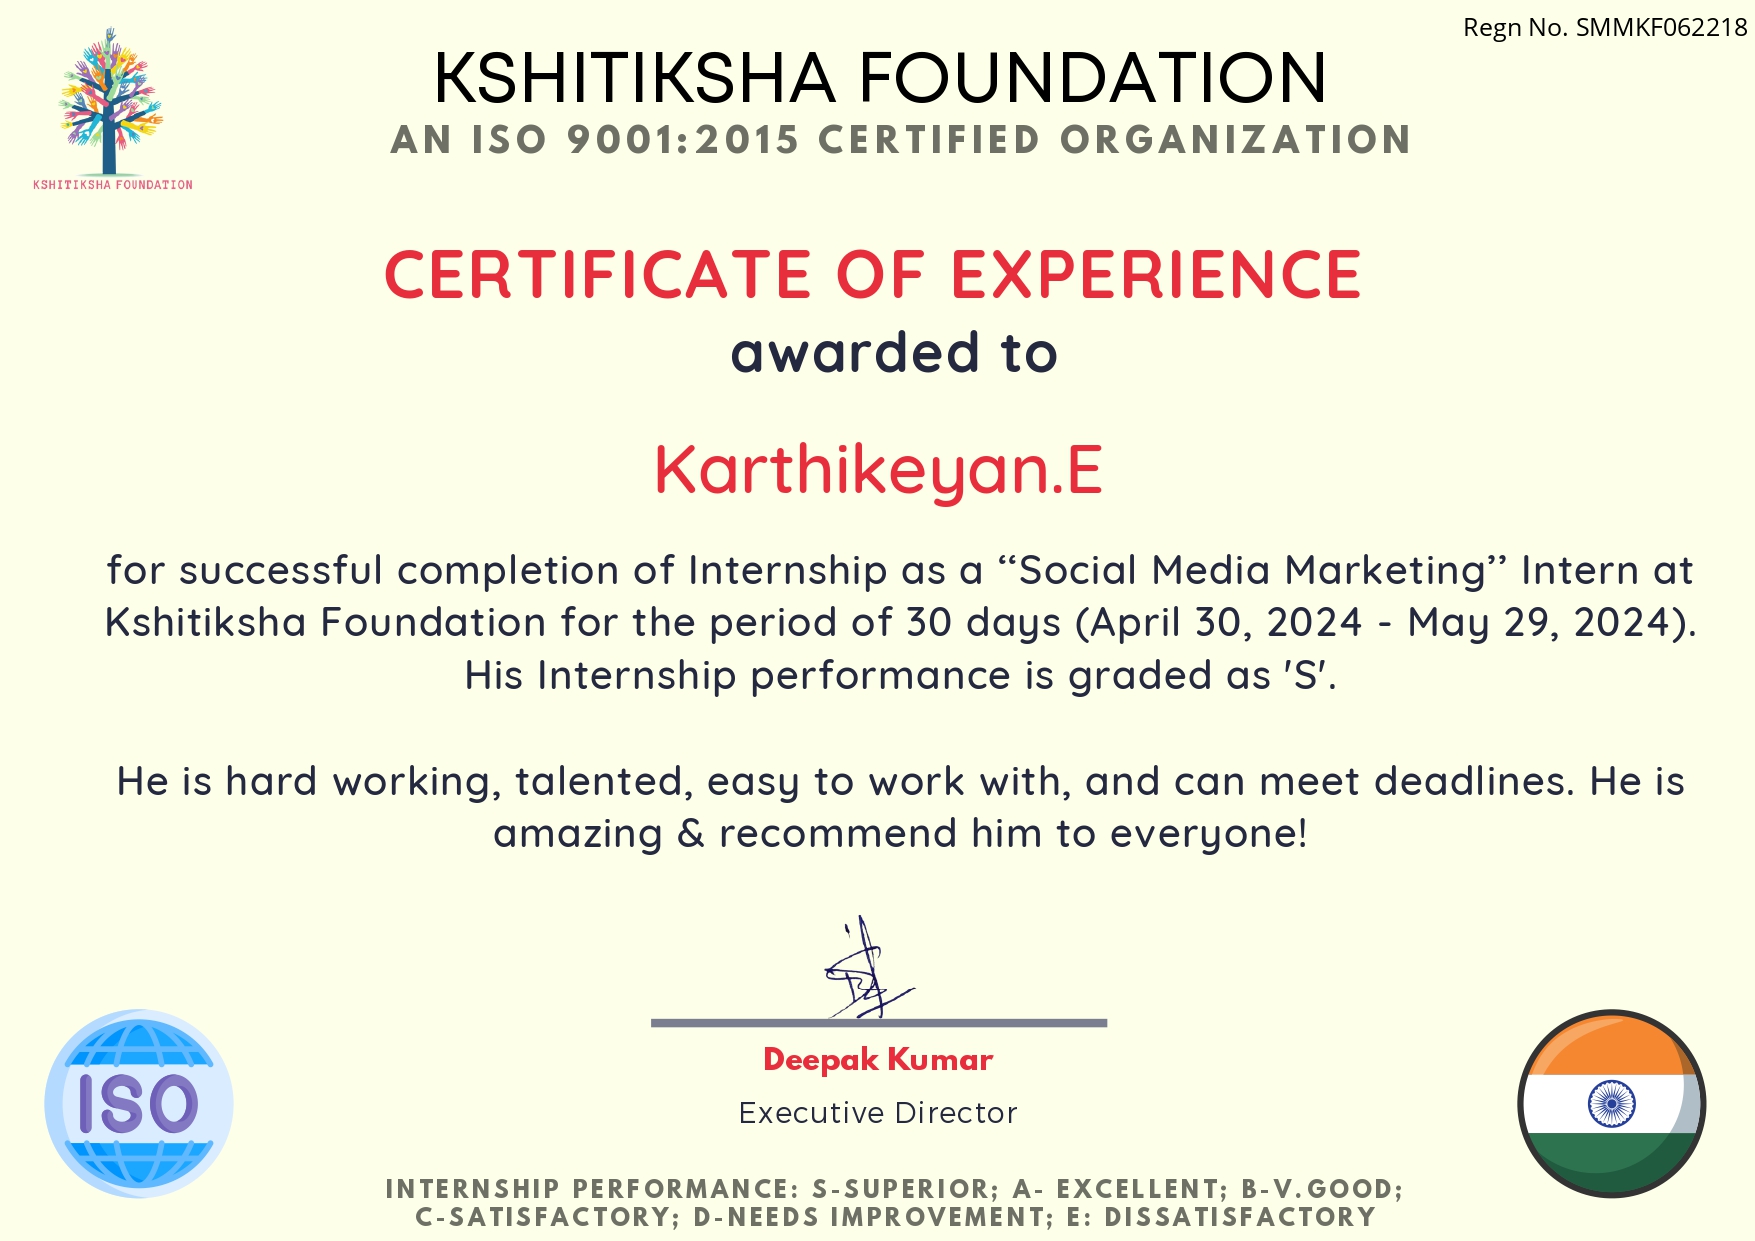 Regn No. SMMKF062218
KSHITIKSHA FOUNDATION
AN ISO 9001:2015 CERTIFIED ORGANIZATION
KSHITIKSHA FOUNDATION
CERTIFICATE OF EXPERIENCE
awarded to
Karthikeyan.E
for successful completion of Internship as a “Social Media Marketing” Intern at
Kshitiksha Foundation for the period of 30 days (April 30, 2024 - May 29, 2024).
His Internship performance is graded as 'S'.
He is hard working, talented, easy to work with, and can meet deadlines. He is
amazing & recommend him to everyone!
Deepak Kumar
Executive Director
ISO
INTERNSHIP PERFORMANCE: S-SUPERIOR; A- EXCELLENT; B-V.GOOD;
C-SATISFACTORY; D-NEEDS IMPROVEMENT; E: DISSATISFACTORY